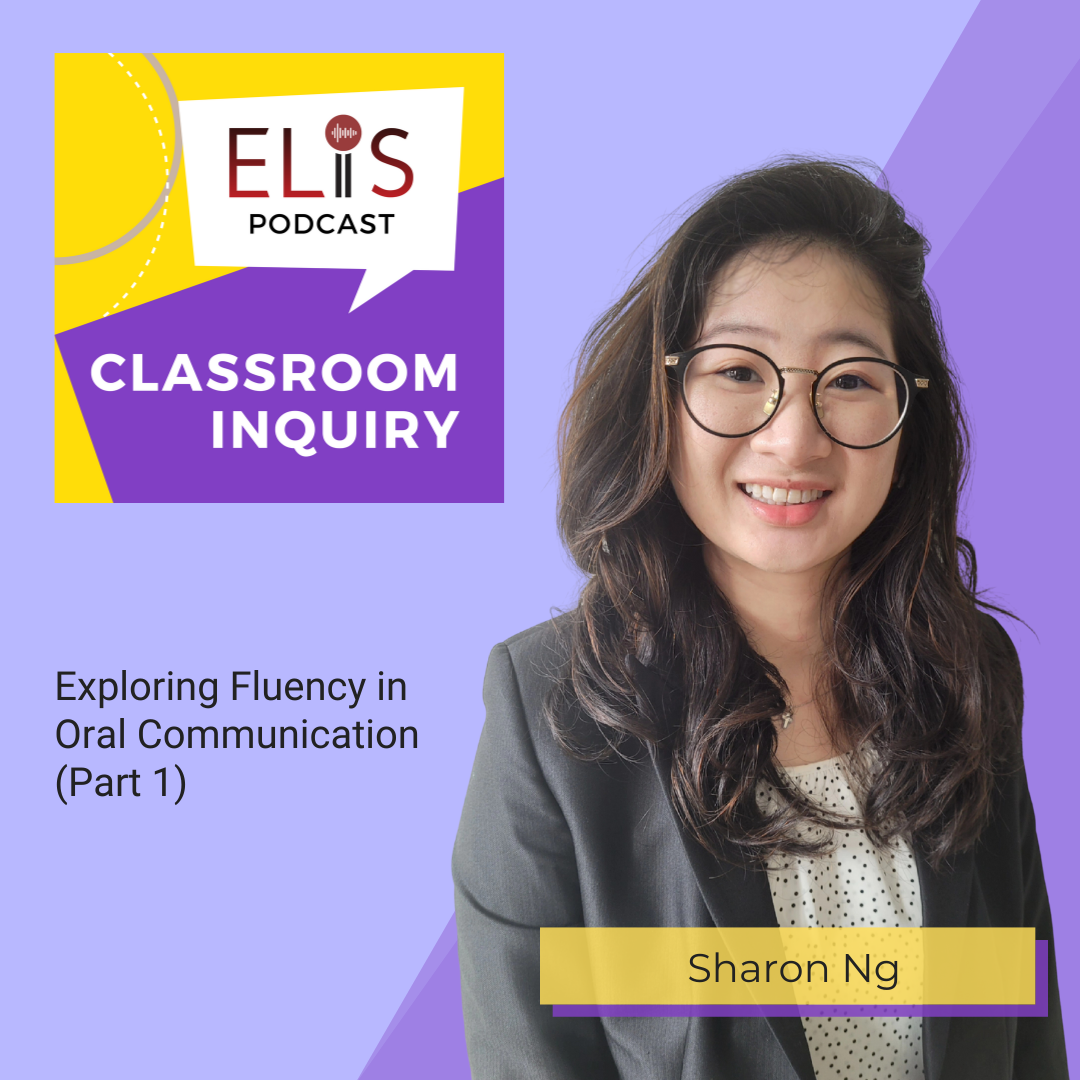 ELiS
PODCAST
CLASSROOM
INQUIRY
Exploring Fluency in
Oral Communication
(Part 1)
Sharon Ng